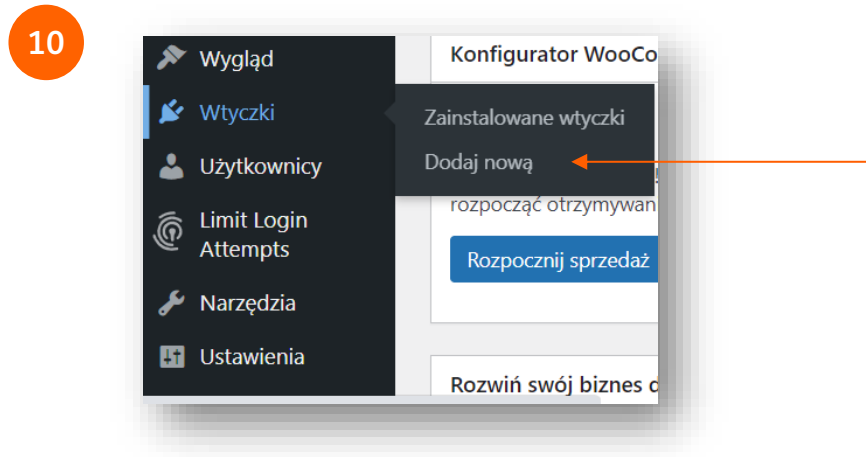 10
Wygląd
Wtyczki
Użytkownicy
Limit Login
Attempts
Narzędzia
Ustawienia
Konfigurator WooCo
Zainstalowane wtyczki
Dodaj nową
rozpocząć otrzymywan
Rozpocznij sprzedaż
Rozwiń swój biznes d